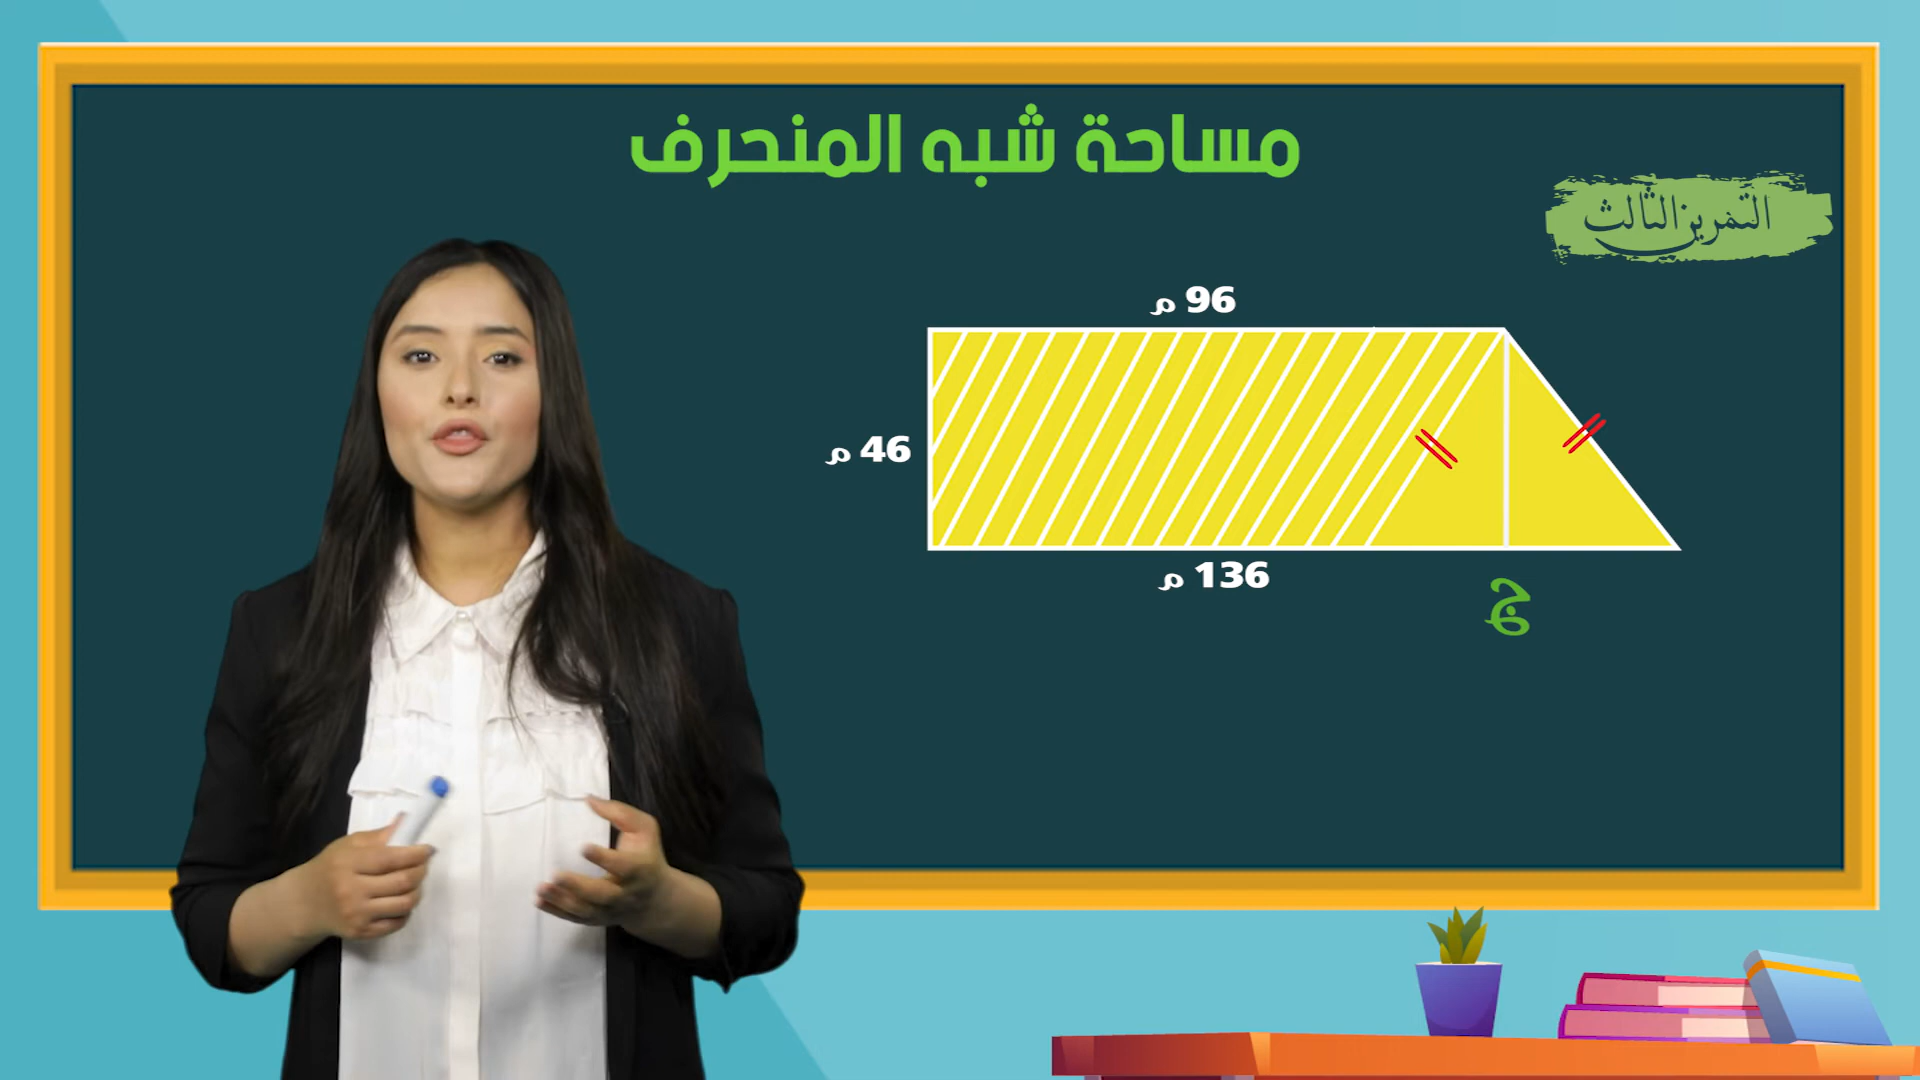 مساحة شبه المنحرف
التمرين الثالث
96 م
46 م
136 م
ج